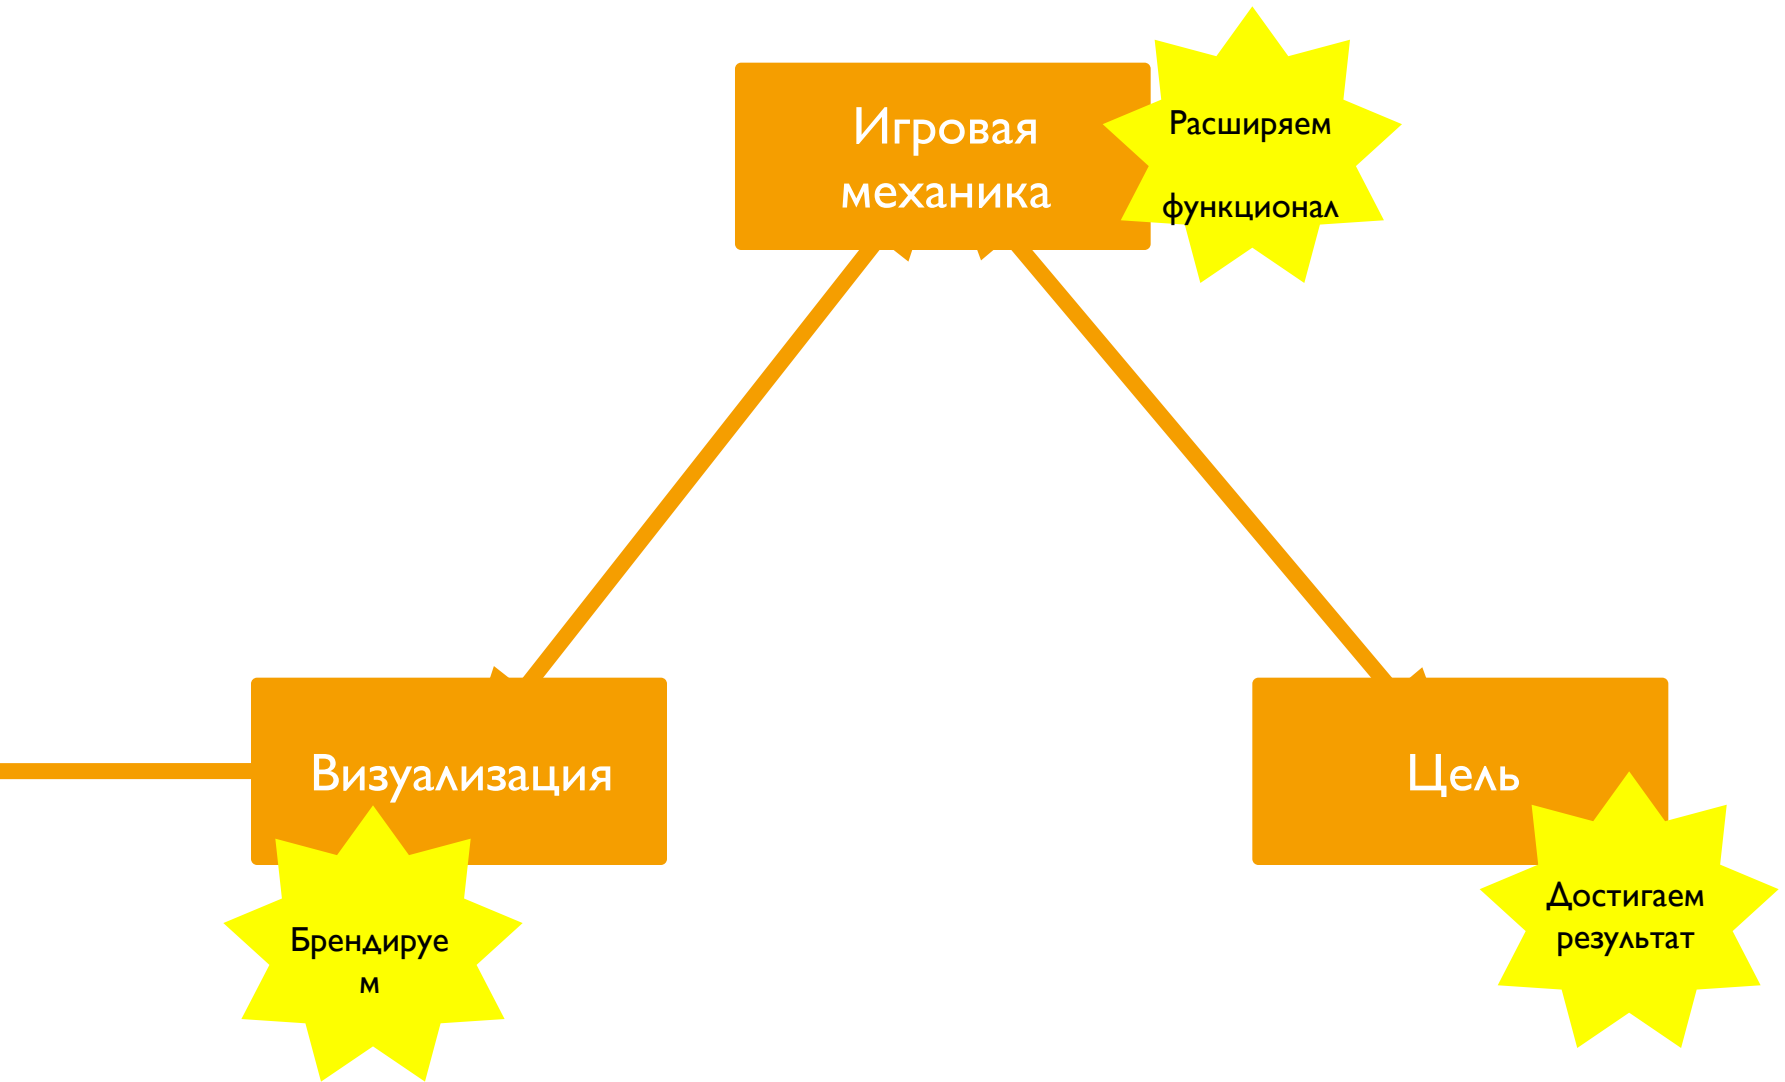 Игровая
механика
Расширяем
функционал
Визуализация
Брендируе
м
Цель
Достигаем
результат